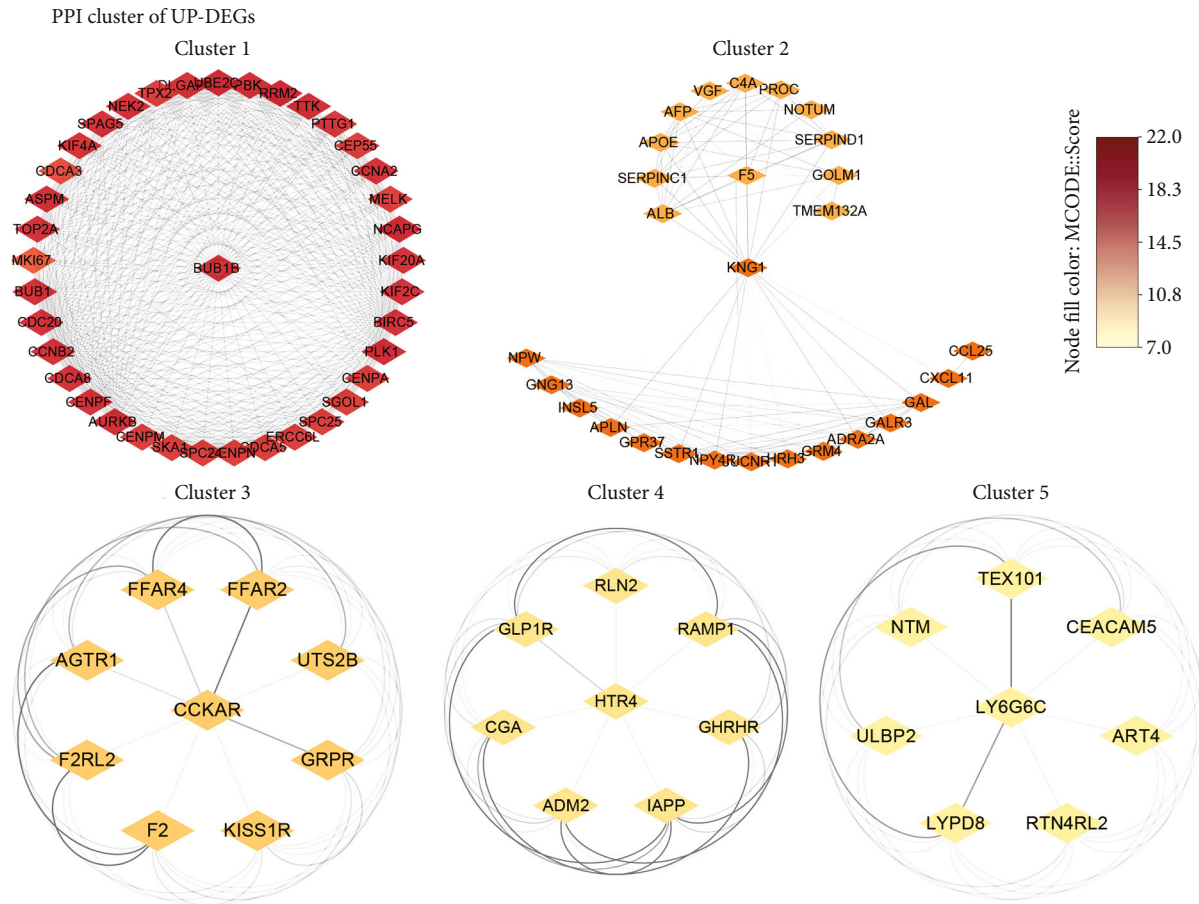 PPI cluster of UP-DEGs
Cluster 1
UBE2C
PBK
RRM2
TTK
PTTG1
CEP55
CCNA2
MELK
NCAPG
KIF20A
KIF2C
BIRC5
PLK1
CENPA
SGOL1
SPC25
ERCC6L
CDCA5
CENPN
SPC24
SKA1
CENPM
AURKB
CENPF
CDCA8
CCNB2
CDC20
BUB1
MKI67
TOP2A
ASPM
CDCA3
KIF4A
SPAG5
NEK2
TPX2
BUB1B
Cluster 2
VGF
C4A
PROC
AFP
NOTUM
APOE
SERPIND1
SERPINC1
F5
GOLM1
ALB
TMEM132A
KNG1
NPW
GNG13
INSL5
APLN
GPR37
SSTR1
NPY4R
HRH3
GRM4
ADRA2A
GALR3
GAL
CXCL11
CCL25
Node fill color: MCODE::Score
22.0
18.3
14.5
10.8
7.0
Cluster 3
FFAR4
FFAR2
AGTR1
UTS2B
CCKAR
F2RL2
GRPR
F2
KISS1R
Cluster 4
RLN2
GLP1R
RAMP1
HTR4
CGA
GHRHR
ADM2
IAPP
Cluster 5
TEX101
NTM
CEACAM5
LY6G6C
ULBP2
ART4
LYPD8
RTN4RL2